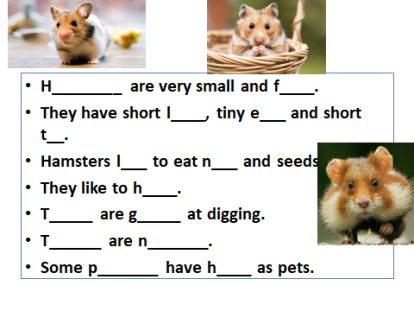 • H________ are very small and f____.
• They have short l____, tiny e___ and short
t__.
• Hamsters l___ to eat n___ and seeds
• They like to h____.
• T_____ are g_____ at digging.
• T______ are n_______.
• Some p_______ have h____ as pets.